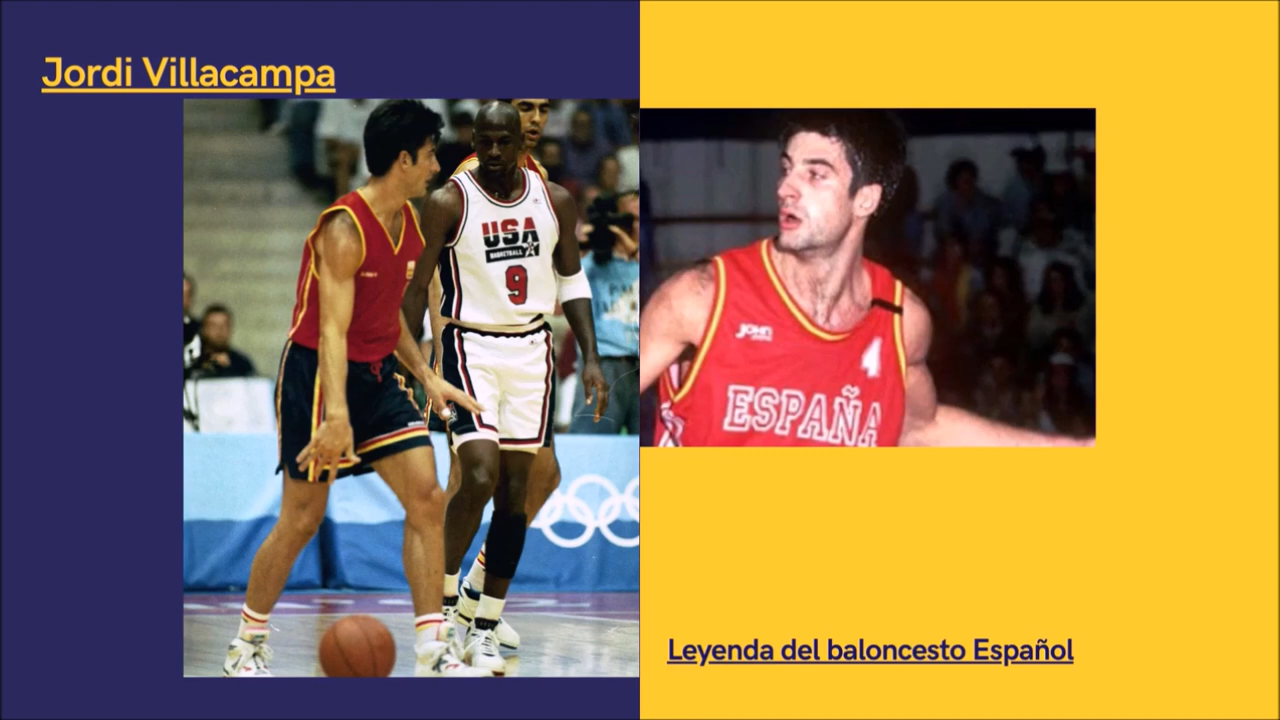 Jordi Villacampa
USA
BASKETBALL
9
JOHN
4
ESPAÑA
Leyenda del baloncesto Español